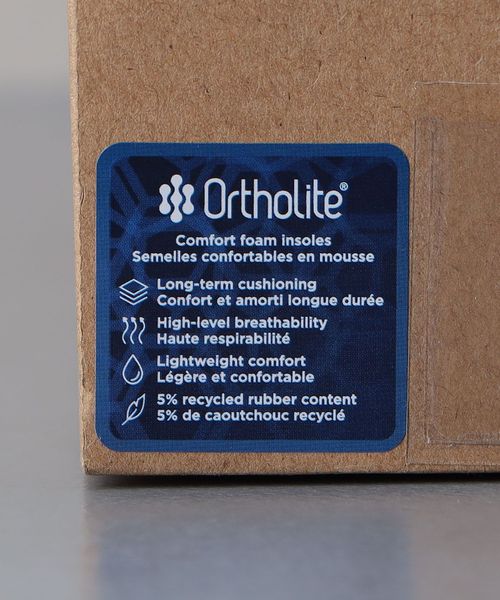 Ortholite®
Comfort foam insoles
Semelles confortables en mousse
Long-term cushioning
Confort et amorti longue durée
High-level breathability
Haute respirabilité
Lightweight comfort
Légère et confortable
5% recycled rubber content
5% de caoutchouc recyclé